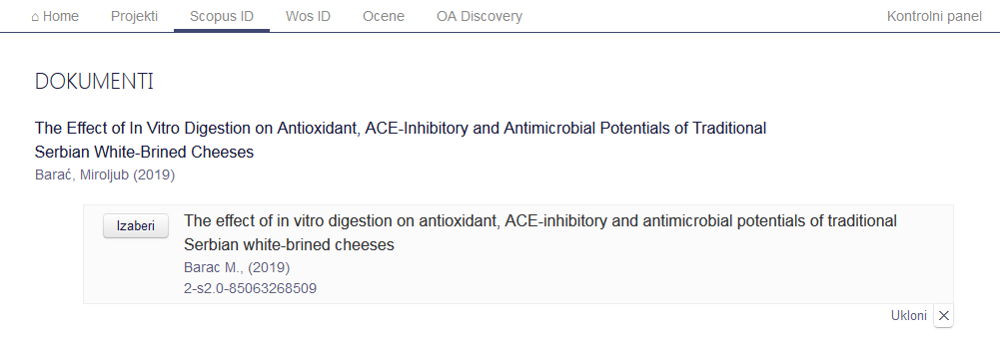 ⌂ Home Projekti Scopus ID Wos ID Ocene OA Discovery Kontrolni panel
DOKUMENTI
The Effect of In Vitro Digestion on Antioxidant, ACE-Inhibitory and Antimicrobial Potentials of Traditional
Serbian White-Brined Cheeses
Barać, Miroljub (2019)
Izaberi
The effect of in vitro digestion on antioxidant, ACE-inhibitory and antimicrobial potentials of traditional
Serbian white-brined cheeses
Barac M., (2019)
2-s2.0-85063268509
Ukloni